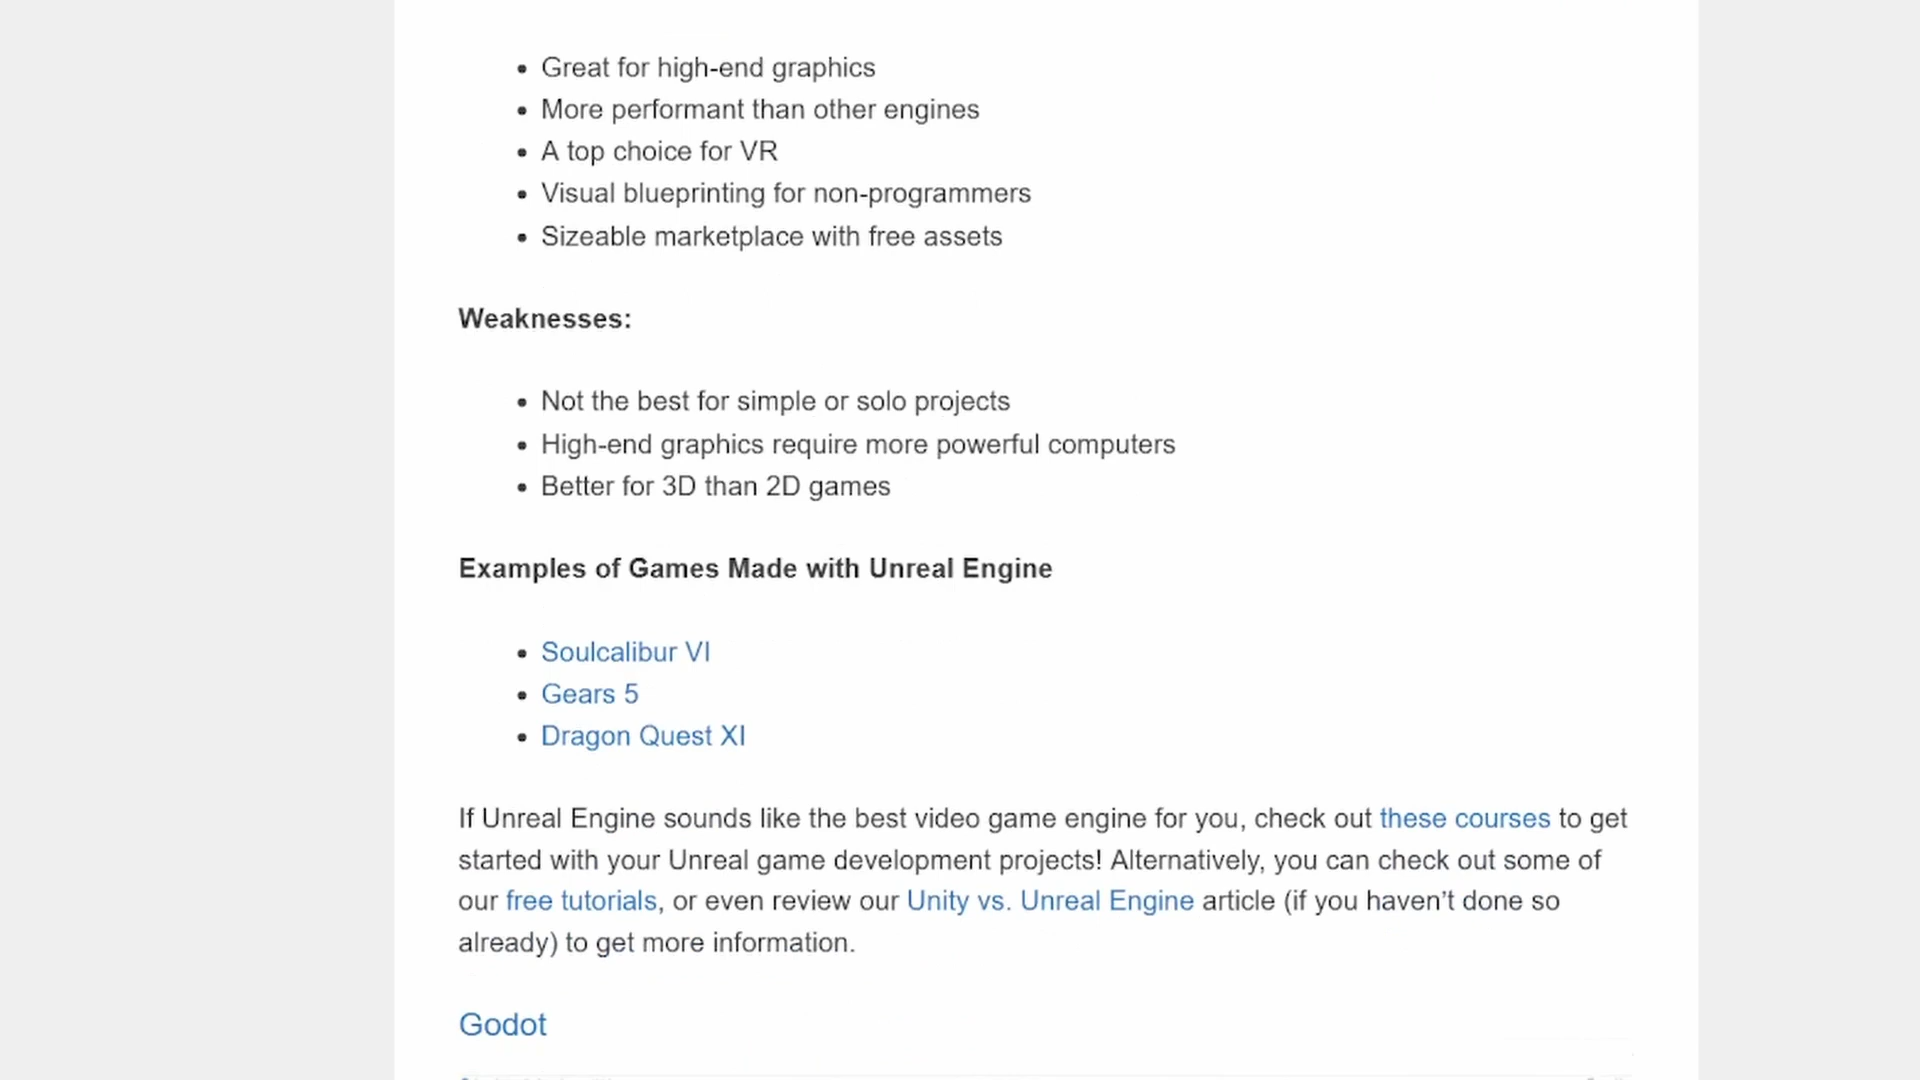 Great for high-end graphics
More performant than other engines
A top choice for VR
Visual blueprinting for non-programmers
Sizeable marketplace with free assets
Weaknesses:
Not the best for simple or solo projects
High-end graphics require more powerful computers
Better for 3D than 2D games
Examples of Games Made with Unreal Engine
Soulcalibur VI
Gears 5
Dragon Quest XI
If Unreal Engine sounds like the best video game engine for you, check out these courses to get
started with your Unreal game development projects! Alternatively, you can check out some of
our free tutorials, or even review our Unity vs. Unreal Engine article (if you haven’t done so
already) to get more information.
Godot